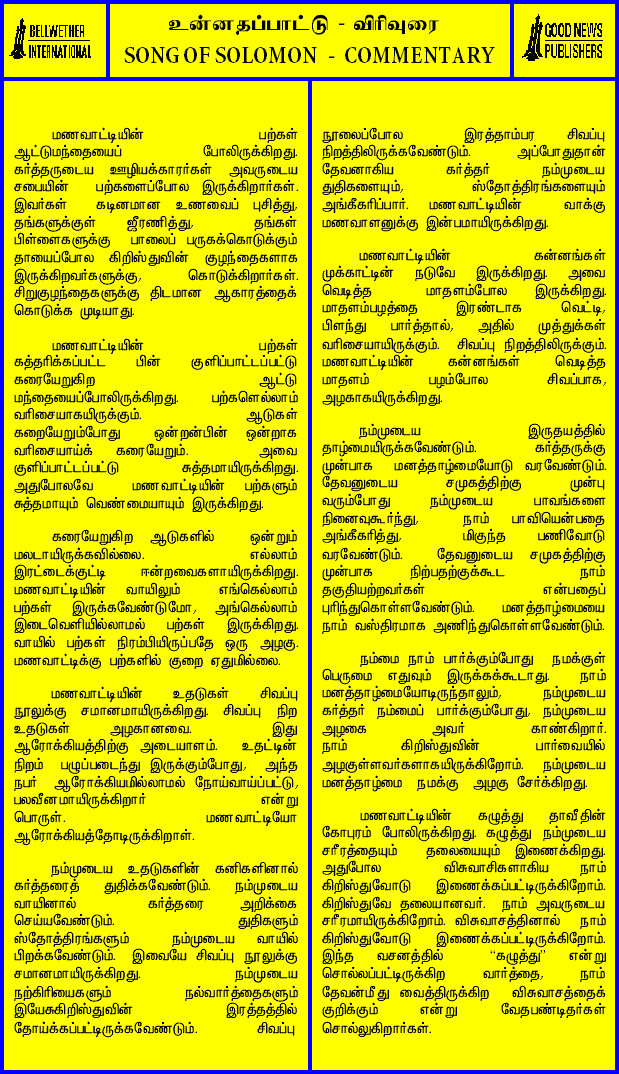 BELLWETHER
INTERNATIONAL
உன்னதப்பாட்டு - விரிவுரை
SONG OF SOLOMON - COMMENTARY
GOOD NEWS
PUBLISHERS
மணவாட்டியின் பற்கள்
ஆட்டுமந்தையைப் போலிருக்கிறது.
கர்த்தருடைய ஊழியக்காரர்கள் அவருடைய
சபையின் பற்களைப்போல இருக்கிறார்கள்.
இவர்கள் கடினமான உணவைப் புசித்து,
தங்களுக்குள் ஜீரணித்து, தங்கள்
பிள்ளைகளுக்கு பாலைப் பருகக்கொடுக்கும்
தாயைப்போல கிறிஸ்துவின் குழந்தைகளாக
இருக்கிறவர்களுக்கு, கொடுக்கிறார்கள்.
சிறுகுழந்தைகளுக்கு திடமான ஆகாரத்தைக்
கொடுக்க முடியாது.
மணவாட்டியின் பற்கள்
கத்தரிக்கப்பட்ட பின் குளிப்பாட்டப்பட்டு
கரையேறுகிற ஆட்டு
மந்தையைப்போலிருக்கிறது. பற்களெல்லாம்
வரிசையாகயிருக்கும். ஆடுகள்
கறையேறும்போது ஒன்றன்பின் ஒன்றாக
வரிசையாய்க் கரையேறும். அவை
குளிப்பாட்டப்பட்டு சுத்தமாயிருக்கிறது.
அதுபோலவே மணவாட்டியின் பற்களும்
சுத்தமாயும் வெண்மையாயும் இருக்கிறது.
கரையேறுகிற ஆடுகளில் ஒன்றும்
மலடாயிருக்கவில்லை. எல்லாம்
இரட்டைக்குட்டி ஈன்றவைகளாயிருக்கிறது.
மணவாட்டியின் வாயிலும் எங்கெல்லாம்
பற்கள் இருக்கவேண்டுமோ, அங்கெல்லாம்
இடைவெளியில்லாமல் பற்கள் இருக்கிறது.
வாயில் பற்கள் நிரம்பியிருப்பதே ஒரு அழகு.
மணவாட்டிக்கு பற்களில் குறை ஏதுமில்லை.
மணவாட்டியின் உதடுகள் சிவப்பு
நூலுக்கு சமானமாயிருக்கிறது. சிவப்பு நிற
உதடுகள் அழகானவை. இது
ஆரோக்கியத்திற்கு அடையாளம். உதட்டின்
நிறம் பழுப்படைந்து இருக்கும்போது, அந்த
நபர் ஆரோக்கியமில்லாமல் நோய்வாய்ப்பட்டு,
பலவீனமாயிருக்கிறார் என்று
பொருள். மணவாட்டியோ
ஆரோக்கியத்தோடிருக்கிறாள்.
நம்முடைய உதடுகளின் கனிகளினால்
கர்த்தரைத் துதிக்கவேண்டும். நம்முடைய
வாயினால் கர்த்தரை அறிக்கை
செய்யவேண்டும். துதிகளும்
ஸ்தோத்திரங்களும் நம்முடைய வாயில்
பிறக்கவேண்டும். இவையே சிவப்பு நூலுக்கு
சமானமாயிருக்கிறது. நம்முடைய
நற்கிரியைகளும் நல்வார்த்தைகளும்
இயேசுகிறிஸ்துவின் இரத்தத்தில்
தோய்க்கப்பட்டிருக்கவேண்டும். சிவப்பு
நூலைப்போல இரத்தாம்பர சிவப்பு
நிறத்திலிருக்கவேண்டும். அப்போதுதான்
தேவனாகிய கர்த்தர் நம்முடைய
துதிகளையும், ஸ்தோத்திரங்களையும்
அங்கீகரிப்பார். மணவாட்டியின் வாக்கு
மணவாளனுக்கு இன்பமாயிருக்கிறது.
மணவாட்டியின் கன்னங்கள்
முக்காட்டின் நடுவே இருக்கிறது. அவை
வெடித்த மாதளம்போல இருக்கிறது.
மாதளம்பழத்தை இரண்டாக வெட்டி,
பிளந்து பார்த்தால், அதில் முத்துக்கள்
வரிசையாயிருக்கும். சிவப்பு நிறத்திலிருக்கும்.
மணவாட்டியின் கன்னங்கள் வெடித்த
மாதளம் பழம்போல சிவப்பாக,
அழகாகயிருக்கிறது.
நம்முடைய இருதயத்தில்
தாழ்மையிருக்கவேண்டும். கர்த்தருக்கு
முன்பாக மனத்தாழ்மையோடு வரவேண்டும்.
தேவனுடைய சமுகத்திற்கு முன்பு
வரும்போது நம்முடைய பாவங்களை
நினைவுகூர்ந்து, நாம் பாவியென்பதை
அங்கீகரித்து, மிகுந்த பணிவோடு
வரவேண்டும். தேவனுடைய சமுகத்திற்கு
முன்பாக நிற்பதற்குக்கூட நாம்
தகுதியற்றவர்கள் என்பதைப்
புரிந்துகொள்ளவேண்டும். மனத்தாழ்மையை
நாம் வஸ்திரமாக அணிந்துகொள்ளவேண்டும்.
நம்மை நாம் பார்க்கும்போது நமக்குள்
பெருமை எதுவும் இருக்கக்கூடாது. நாம்
மனத்தாழ்மையோடிருந்தாலும், நம்முடைய
கர்த்தர் நம்மைப் பார்க்கும்போது, நம்முடைய
அழகை அவர் காண்கிறார்.
நாம் கிறிஸ்துவின் பார்வையில்
அழகுள்ளவர்களாகயிருக்கிறோம். நம்முடைய
மனத்தாழ்மை நமக்கு அழகு சேர்க்கிறது.
மணவாட்டியின் கழுத்து தாவீதின்
கோபுரம் போலிருக்கிறது. கழுத்து நம்முடைய
சரீரத்தையும் தலையையும் இணைக்கிறது.
அதுபோல விசுவாசிகளாகிய நாம்
கிறிஸ்துவோடு இணைக்கப்பட்டிருக்கிறோம்.
கிறிஸ்துவே தலையானவர். நாம் அவருடைய
சரீரமாயிருக்கிறோம். விசுவாசத்தினால் நாம்
கிறிஸ்துவோடு இணைக்கப்பட்டிருக்கிறோம்.
இந்த வசனத்தில் “கழுத்து” என்று
சொல்லப்பட்டிருக்கிற வார்த்தை, நாம்
தேவன்மீது வைத்திருக்கிற விசுவாசத்தைக்
குறிக்கும் என்று வேதபண்டிதர்கள்
சொல்லுகிறார்கள்.